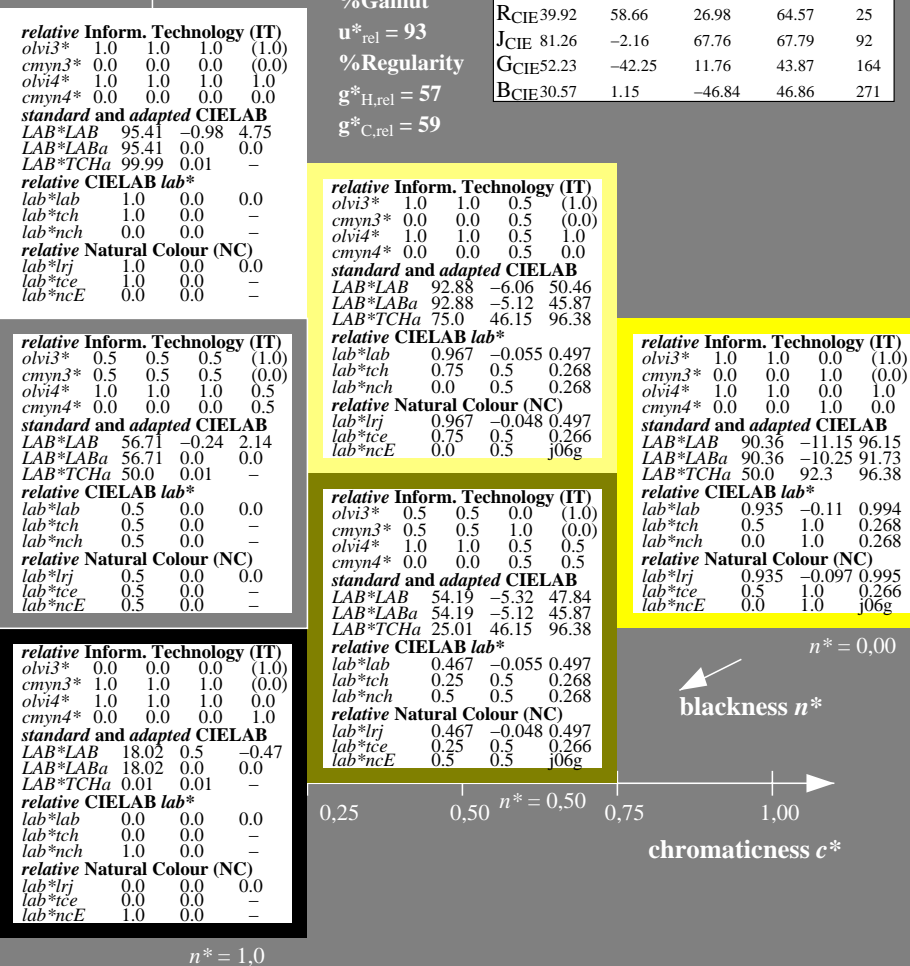 %Gamut
u*rel = 93
%Regularity
g*H,rel = 57
g*C,rel = 59
RCIE 39.92 58.66 26.98 64.57 25
JCIE 81.26 −2.16 67.76 67.79 92
GCIE 52.23 −42.25 11.76 43.87 164
BCIE 30.57 1.15 −46.84 46.86 271
relative Inform. Technology (IT)
olvi3* 1.0 1.0 1.0 (1.0)
cmyn3* 0.0 0.0 0.0 (0.0)
olvi4* 1.0 1.0 1.0 1.0
cmyn4* 0.0 0.0 0.0 0.0
standard and adapted CIELAB
LAB*LAB 95.41 −0.98 4.75
LAB*LABa 95.41 0.0 0.0
LAB*TCHa 99.99 0.01 –
relative CIELAB lab*
lab*lab 1.0 0.0 0.0
lab*tch 1.0 0.0 –
lab*nch 0.0 0.0 –
relative Natural Colour (NC)
lab*lrj 1.0 0.0 0.0
lab*tce 1.0 0.0 –
lab*ncE 0.0 0.0 –
relative Inform. Technology (IT)
olvi3* 1.0 1.0 0.5 (1.0)
cmyn3* 0.0 0.0 0.5 (0.0)
olvi4* 1.0 1.0 0.5 1.0
cmyn4* 0.0 0.0 0.5 0.0
standard and adapted CIELAB
LAB*LAB 92.88 −6.06 50.46
LAB*LABa 92.88 −5.12 45.87
LAB*TCHa 75.0 46.15 96.38
relative CIELAB lab*
lab*lab 0.967 −0.055 0.497
lab*tch 0.75 0.5 0.268
lab*nch 0.0 0.5 0.268
relative Natural Colour (NC)
lab*lrj 0.967 −0.048 0.497
lab*tce 0.75 0.5 0.266
lab*ncE 0.0 0.5 j06g
relative Inform. Technology (IT)
olvi3* 0.5 0.5 0.5 (1.0)
cmyn3* 0.5 0.5 0.5 (0.0)
olvi4* 1.0 1.0 1.0 0.5
cmyn4* 0.0 0.0 0.0 0.5
standard and adapted CIELAB
LAB*LAB 56.71 −0.24 2.14
LAB*LABa 56.71 0.0 0.0
LAB*TCHa 50.0 0.01 –
relative CIELAB lab*
lab*lab 0.5 0.0 0.0
lab*tch 0.5 0.0 –
lab*nch 0.5 0.0 –
relative Natural Colour (NC)
lab*lrj 0.5 0.0 0.0
lab*tce 0.5 0.0 –
lab*ncE 0.5 0.0 –
relative Inform. Technology (IT)
olvi3* 1.0 1.0 0.0 (1.0)
cmyn3* 0.0 0.0 1.0 (0.0)
olvi4* 1.0 1.0 0.0 1.0
cmyn4* 0.0 0.0 1.0 0.0
standard and adapted CIELAB
LAB*LAB 90.36 −11.15 96.15
LAB*LABa 90.36 −10.25 91.73
LAB*TCHa 50.0 92.3 96.38
relative CIELAB lab*
lab*lab 0.935 −0.11 0.994
lab*tch 0.5 1.0 0.268
lab*nch 0.0 1.0 0.268
relative Natural Colour (NC)
lab*lrj 0.935 −0.097 0.995
lab*tce 0.5 1.0 0.266
lab*ncE 0.0 1.0 j06g
relative Inform. Technology (IT)
olvi3* 0.5 0.5 0.0 (1.0)
cmyn3* 0.5 0.5 1.0 (0.0)
olvi4* 1.0 1.0 0.5 0.5
cmyn4* 0.0 0.0 0.5 0.5
standard and adapted CIELAB
LAB*LAB 54.19 −5.32 47.84
LAB*LABa 54.19 −5.12 45.87
LAB*TCHa 25.01 46.15 96.38
relative CIELAB lab*
lab*lab 0.467 −0.055 0.497
lab*tch 0.25 0.5 0.268
lab*nch 0.5 0.5 0.268
relative Natural Colour (NC)
lab*lrj 0.467 −0.048 0.497
lab*tce 0.25 0.5 0.266
lab*ncE 0.5 0.5 j06g
relative Inform. Technology (IT)
olvi3* 0.0 0.0 0.0 (1.0)
cmyn3* 1.0 1.0 1.0 (0.0)
olvi4* 1.0 1.0 1.0 0.0
cmyn4* 0.0 0.0 0.0 1.0
standard and adapted CIELAB
LAB*LAB 18.02 0.5 −0.47
LAB*LABa 18.02 0.0 0.0
LAB*TCHa 0.01 0.01 –
relative CIELAB lab*
lab*lab 0.0 0.0 0.0
lab*tch 0.0 0.0 –
lab*nch 1.0 0.0 –
relative Natural Colour (NC)
lab*lrj 0.0 0.0 0.0
lab*tce 0.0 0.0 –
lab*ncE 1.0 0.0 –
n* = 0,00
blackness n*
n* = 0,50
0,25 0,50 0,75 1,00
chromaticness c*
n* = 1,0